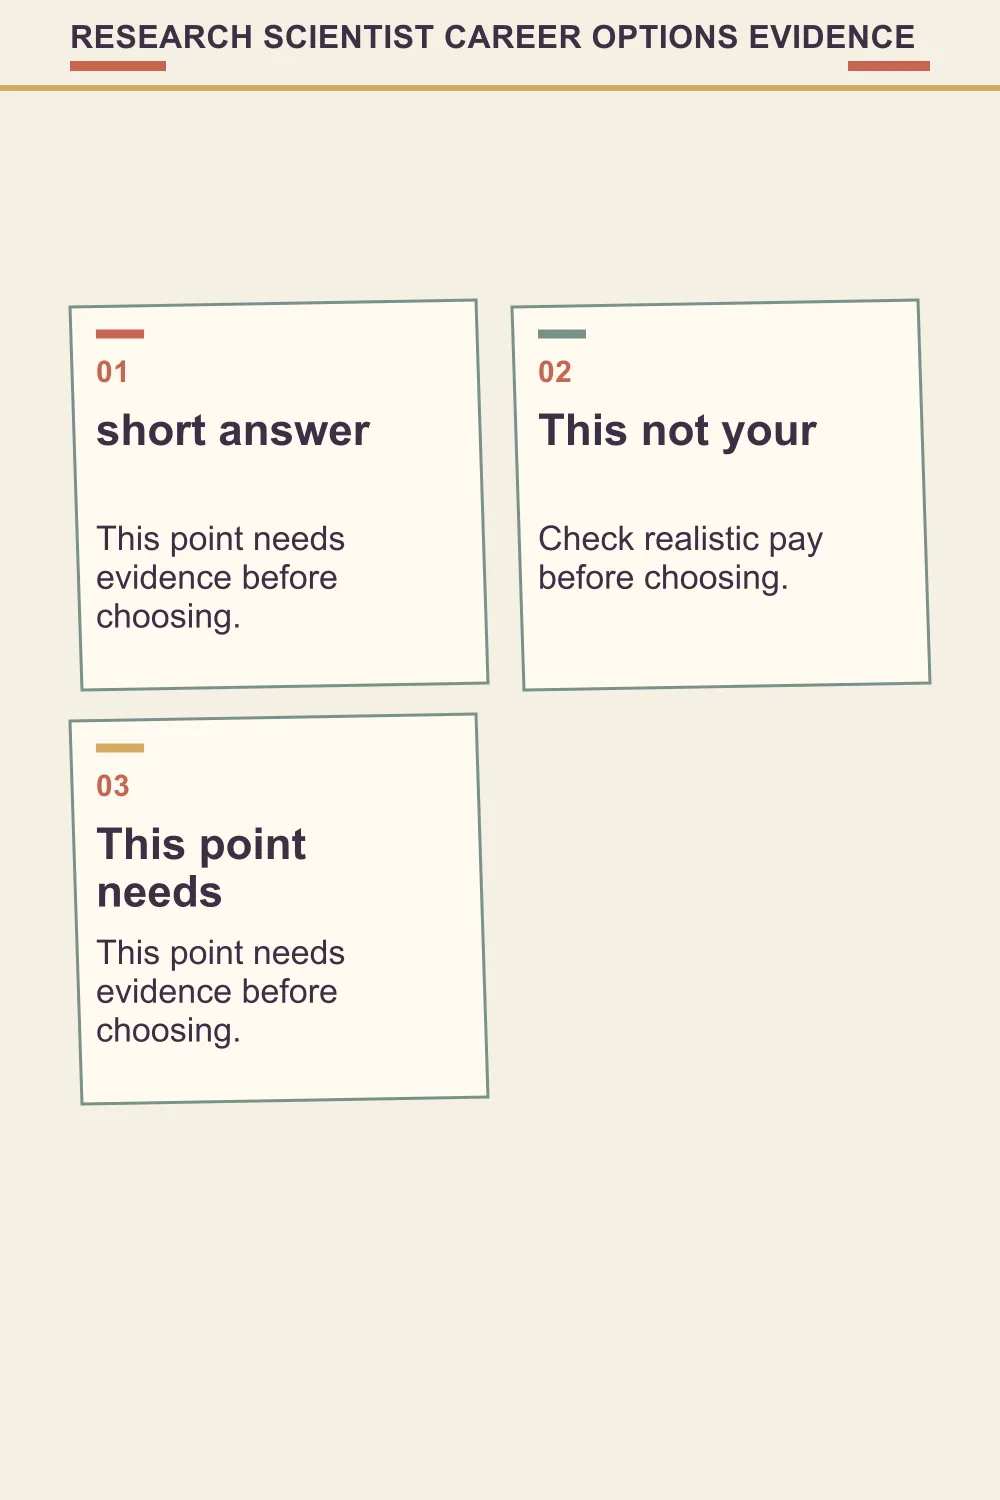 RESEARCH SCIENTIST CAREER OPTIONS EVIDENCE
01
short answer
This point needs
evidence before
choosing.
02
This not your
Check realistic pay
before choosing.
03
This point
needs
This point needs
evidence before
choosing.